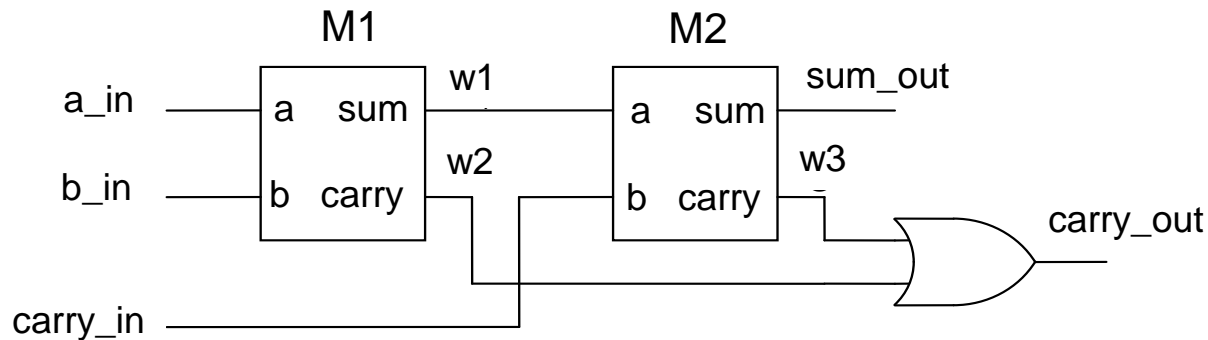 M1 M2
w1 sum_out
a_in a sum a sum
w2 w3
b_in b carry b carry
carry_out
carry_in